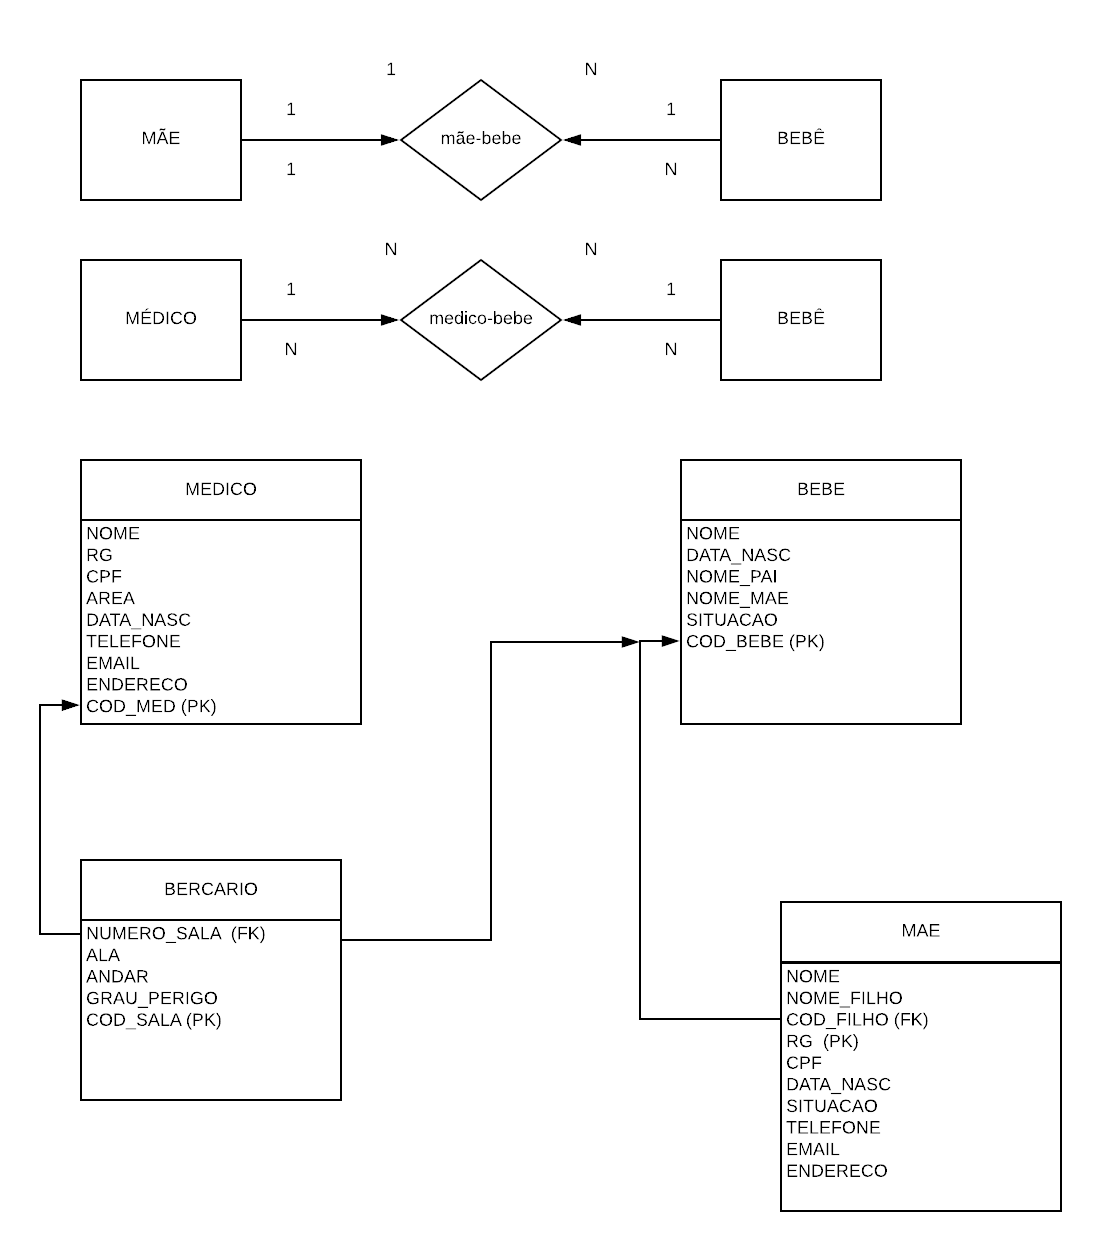 1
N
MÃE
1
1
mãe-bebe
1
N
BEBÊ
N
N
MÉDICO
1
N
medico-bebe
1
N
BEBÊ
MEDICO
NOME
RG
CPF
AREA
DATA_NASC
TELEFONE
EMAIL
ENDERECO
COD_MED (PK)
BEBE
NOME
DATA_NASC
NOME_PAI
NOME_MAE
SITUACAO
COD_BEBE (PK)
BERCARIO
NUMERO_SALA (FK)
ALA
ANDAR
GRAU_PERIGO
COD_SALA (PK)
MAE
NOME
NOME_FILHO
COD_FILHO (FK)
RG (PK)
CPF
DATA_NASC
SITUACAO
TELEFONE
EMAIL
ENDERECO